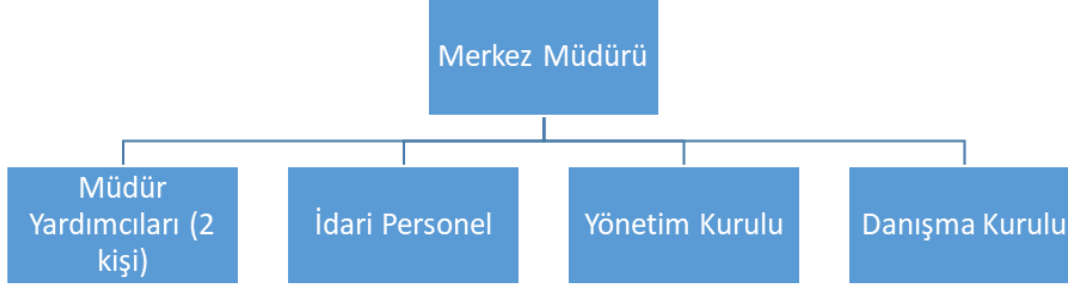 Merkez Müdürü
Müdür
Yardımcıları (2
kişi)
İdari Personel
Yönetim Kurulu
Danışma Kurulu